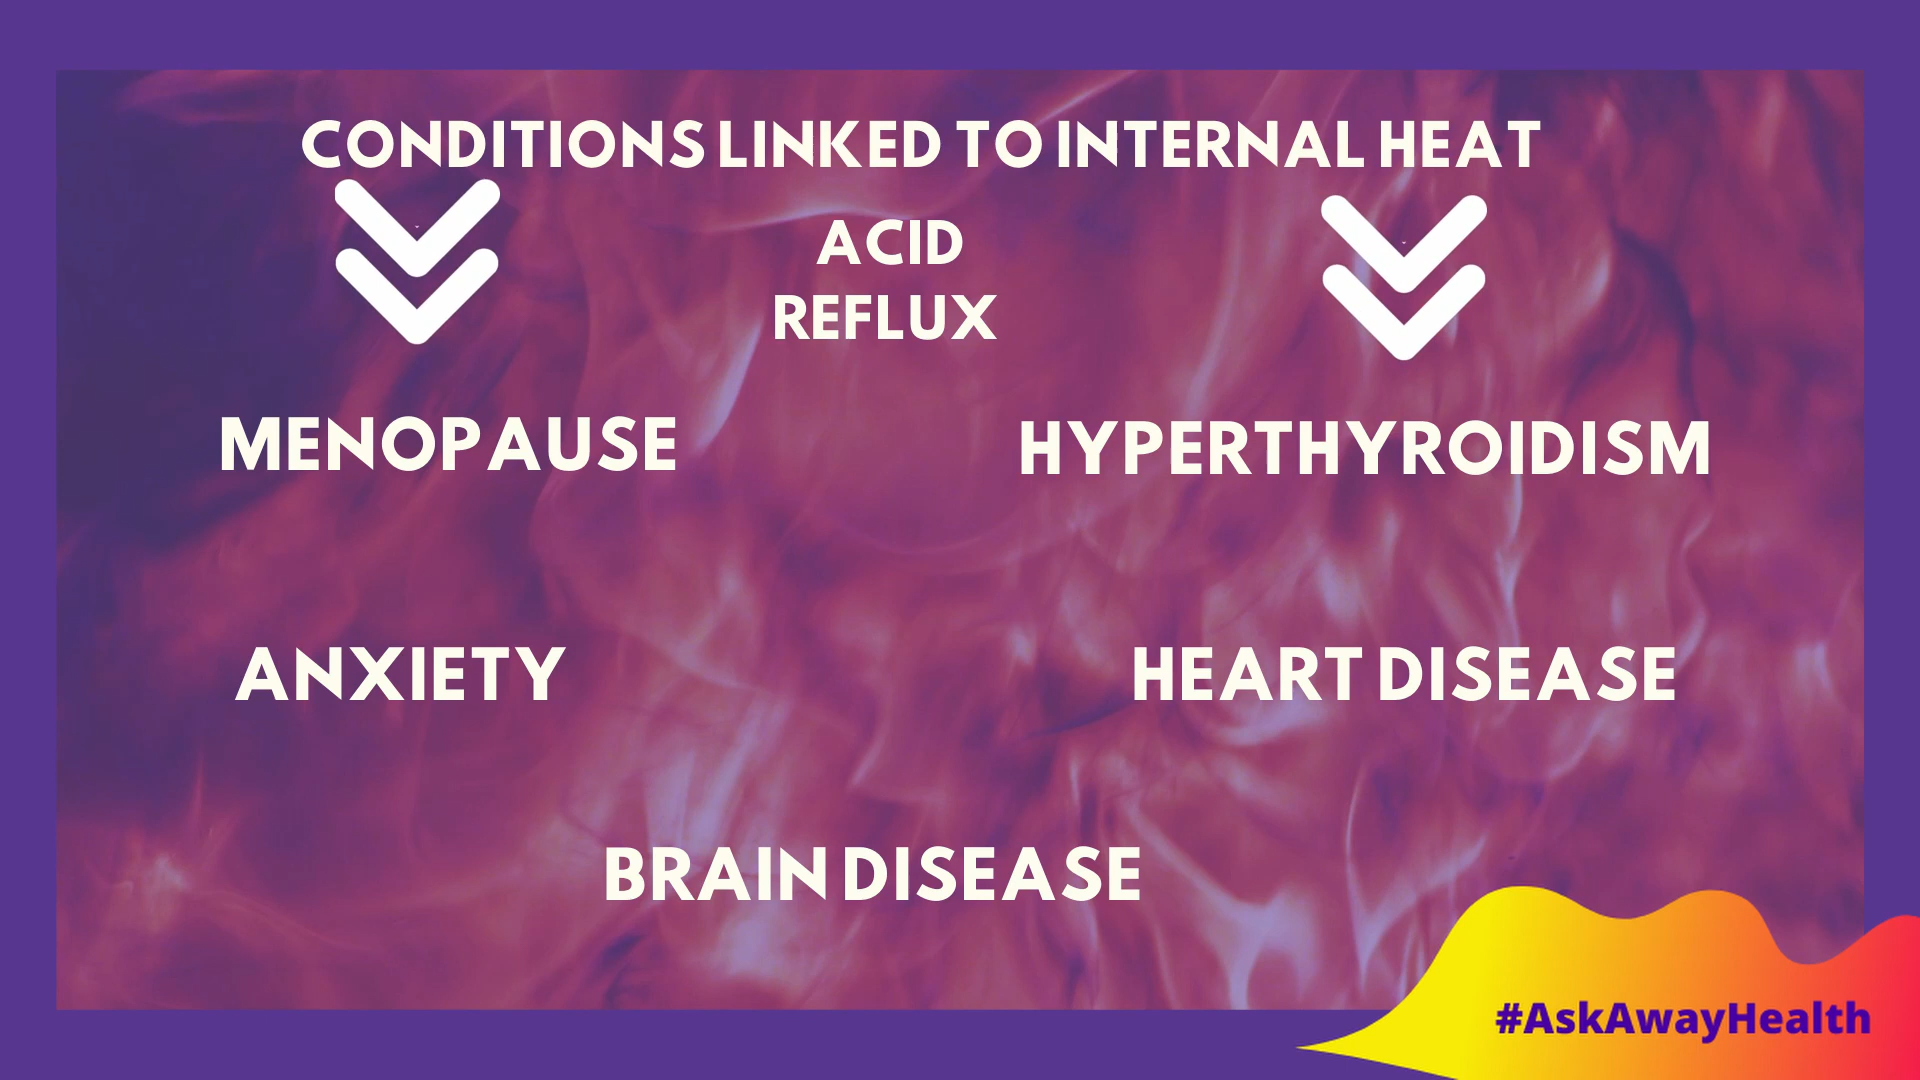 CONDITIONS LINKED TO INTERNAL HEAT
ACID
REFLUX
MENOPAUSE
HYPERTHYROIDISM
ANXIETY
HEART DISEASE
BRAIN DISEASE
#AskAwayHealth